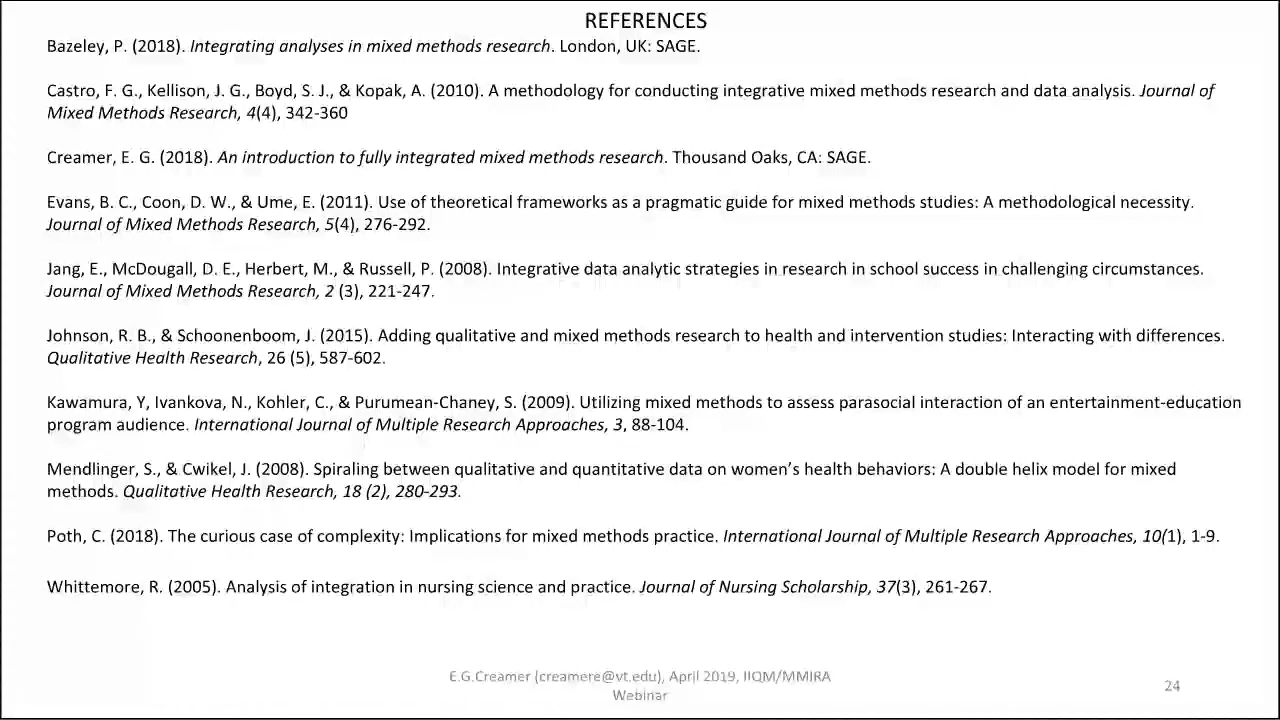 REFERENCES
Bazeley, P. (2018). Integrating analyses in mixed methods research. London, UK: SAGE.
Castro, F. G., Kellison, J. G., Boyd, S. J., & Kopak, A. (2010). A methodology for conducting integrative mixed methods research and data analysis. Journal of
Mixed Methods Research, 4(4), 342-360
Creamer, E. G. (2018). An introduction to fully integrated mixed methods research. Thousand Oaks, CA: SAGE.
Evans, B. C., Coon, D. W., & Ume, E. (2011). Use of theoretical frameworks as a pragmatic guide for mixed methods studies: A methodological necessity.
Journal of Mixed Methods Research, 5(4), 276-292.
Jang, E., McDougall, D. E., Herbert, M., & Russell, P. (2008). Integrative data analytic strategies in research in school success in challenging circumstances.
Journal of Mixed Methods Research, 2 (3), 221-247.
Johnson, R. B., & Schoonenboom, J. (2015). Adding qualitative and mixed methods research to health and intervention studies: Interacting with differences.
Qualitative Health Research, 26 (5), 587-602.
Kawamura, Y, Ivankova, N., Kohler, C., & Purumean-Chaney, S. (2009). Utilizing mixed methods to assess parasocial interaction of an entertainment-education
program audience. International Journal of Multiple Research Approaches, 3, 88-104.
Mendlinger, S., & Cwikel, J. (2008). Spiraling between qualitative and quantitative data on women’s health behaviors: A double helix model for mixed
methods. Qualitative Health Research, 18 (2), 280-293.
Poth, C. (2018). The curious case of complexity: Implications for mixed methods practice. International Journal of Multiple Research Approaches, 10(1), 1-9.
Whittemore, R. (2005). Analysis of integration in nursing science and practice. Journal of Nursing Scholarship, 37(3), 261-267.
E.G.Creamer (creamere@vt.edu), April 2019, IIQM/MMIRA
Webinar
24